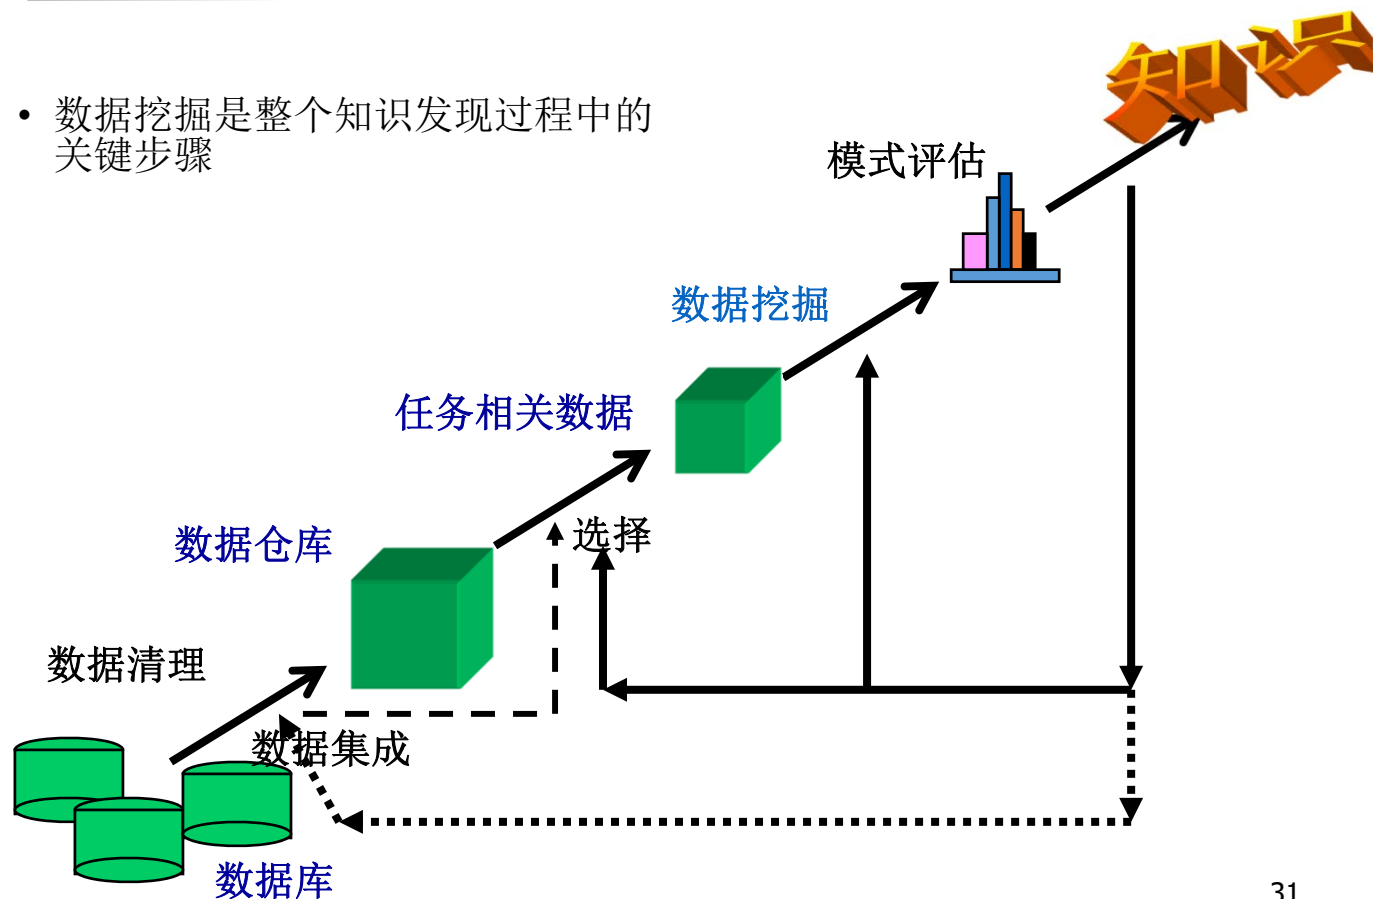 知识
• 数据挖掘是整个知识发现过程中的
关键步骤
模式评估
数据挖掘
任务相关数据
选择
数据仓库
数据清理
数据集成
数据库
31